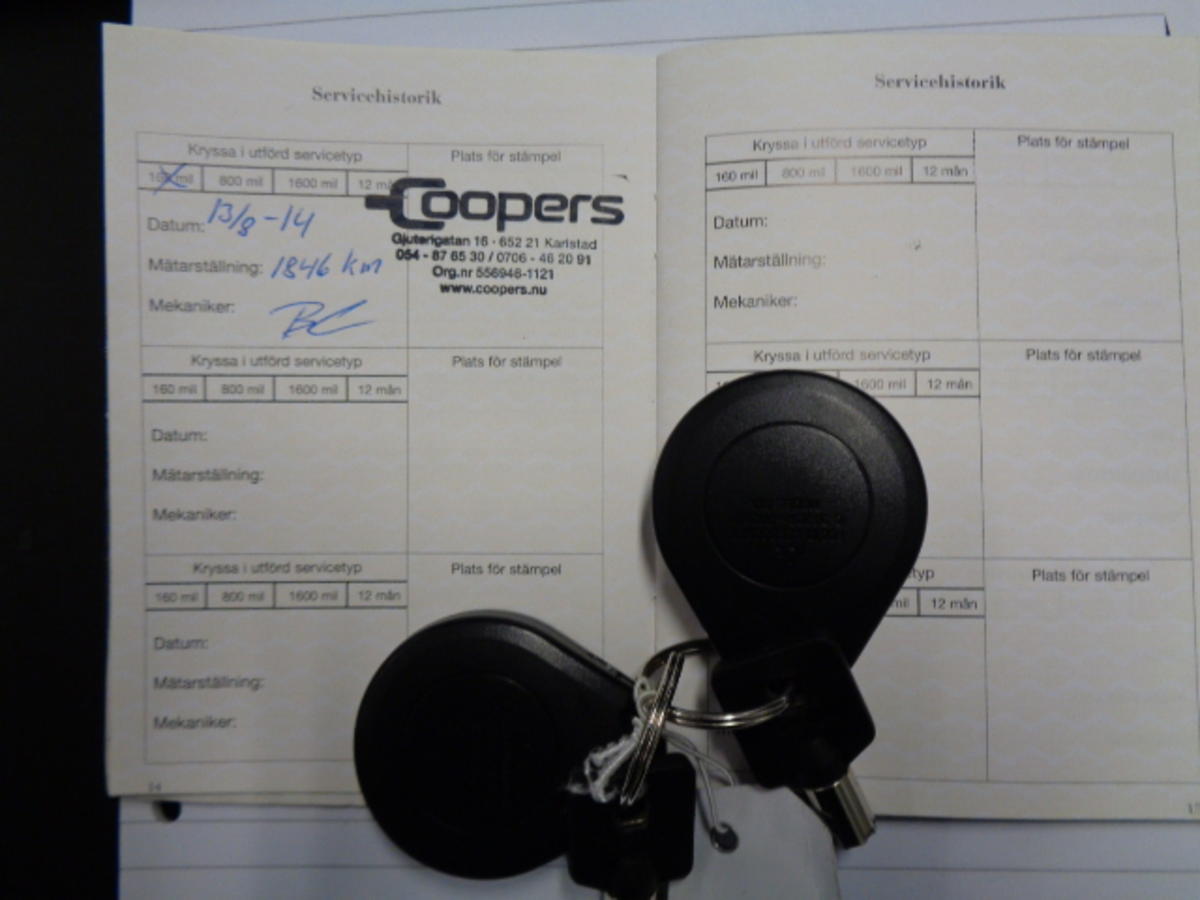 Servicehistorik
Kryssa i utförd servicetyp
Plats för stämpel
160 mil 800 mil 1600 mil 12 mån
Datum: 13/8-14
Mätarställning: 1846 km
Mekaniker: BC
Coopers
Gjuterigatan 16 · 652 21 Karlstad
054 - 87 65 30 / 0706 - 46 20 91
Org.nr 556946-1121
www.coopers.nu
Kryssa i utförd servicetyp
Plats för stämpel
160 mil 800 mil 1600 mil 12 mån
Datum:
Mätarställning:
Mekaniker:
Kryssa i utförd servicetyp
Plats för stämpel
160 mil 800 mil 1600 mil 12 mån
Datum:
Mätarställning:
Mekaniker:
14
Servicehistorik
Kryssa i utförd servicetyp
Plats för stämpel
160 mil 800 mil 1600 mil 12 mån
Datum:
Mätarställning:
Mekaniker:
Kryssa i utförd servicetyp
Plats för stämpel
1600 mil 12 mån
Plats för stämpel
12 mån